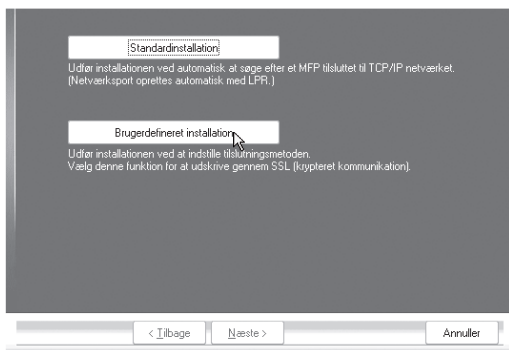 Standardinstallation
Udfør installationen ved automatisk at søge efter et MFP tilsluttet til TCP/IP netværket.
(Netværksport oprettes automatisk med LPR.)
Brugerdefineret installation
Udfør installationen ved at indstille tilslutningsmetoden.
Vælg denne funktion for at udskrive gennem SSL (krypteret kommunikation).
< Tilbage Næste > Annuller